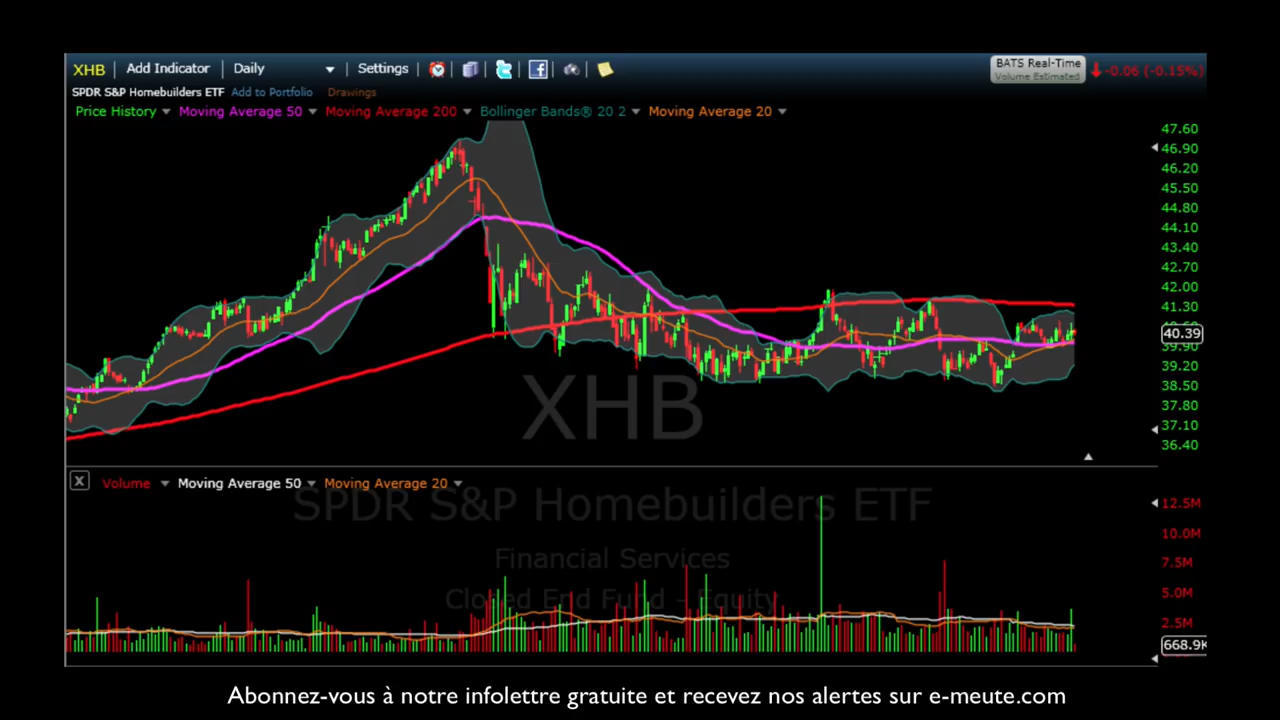 XHB Add Indicator Daily Settings BATS Real-Time -0.06 (-0.15%)
Volume Estimated
SPDR S&P Homebuilders ETF Add to Portfolio Drawings
Price History Moving Average 50 Moving Average 200 Bollinger Bands® 20 2 Moving Average 20
47.60
46.90
46.20
45.50
44.80
44.10
43.40
42.70
42.00
41.30
40.39
39.90
39.20
38.50
37.80
37.10
36.40
XHB
Volume Moving Average 50 Moving Average 20
SPDR S&P Homebuilders ETF
Financial Services
Closed End Fund - Equity
12.5M
10.0M
7.5M
5.0M
2.5M
668.9K
Abonnez-vous à notre infolettre gratuite et recevez nos alertes sur e-meute.com